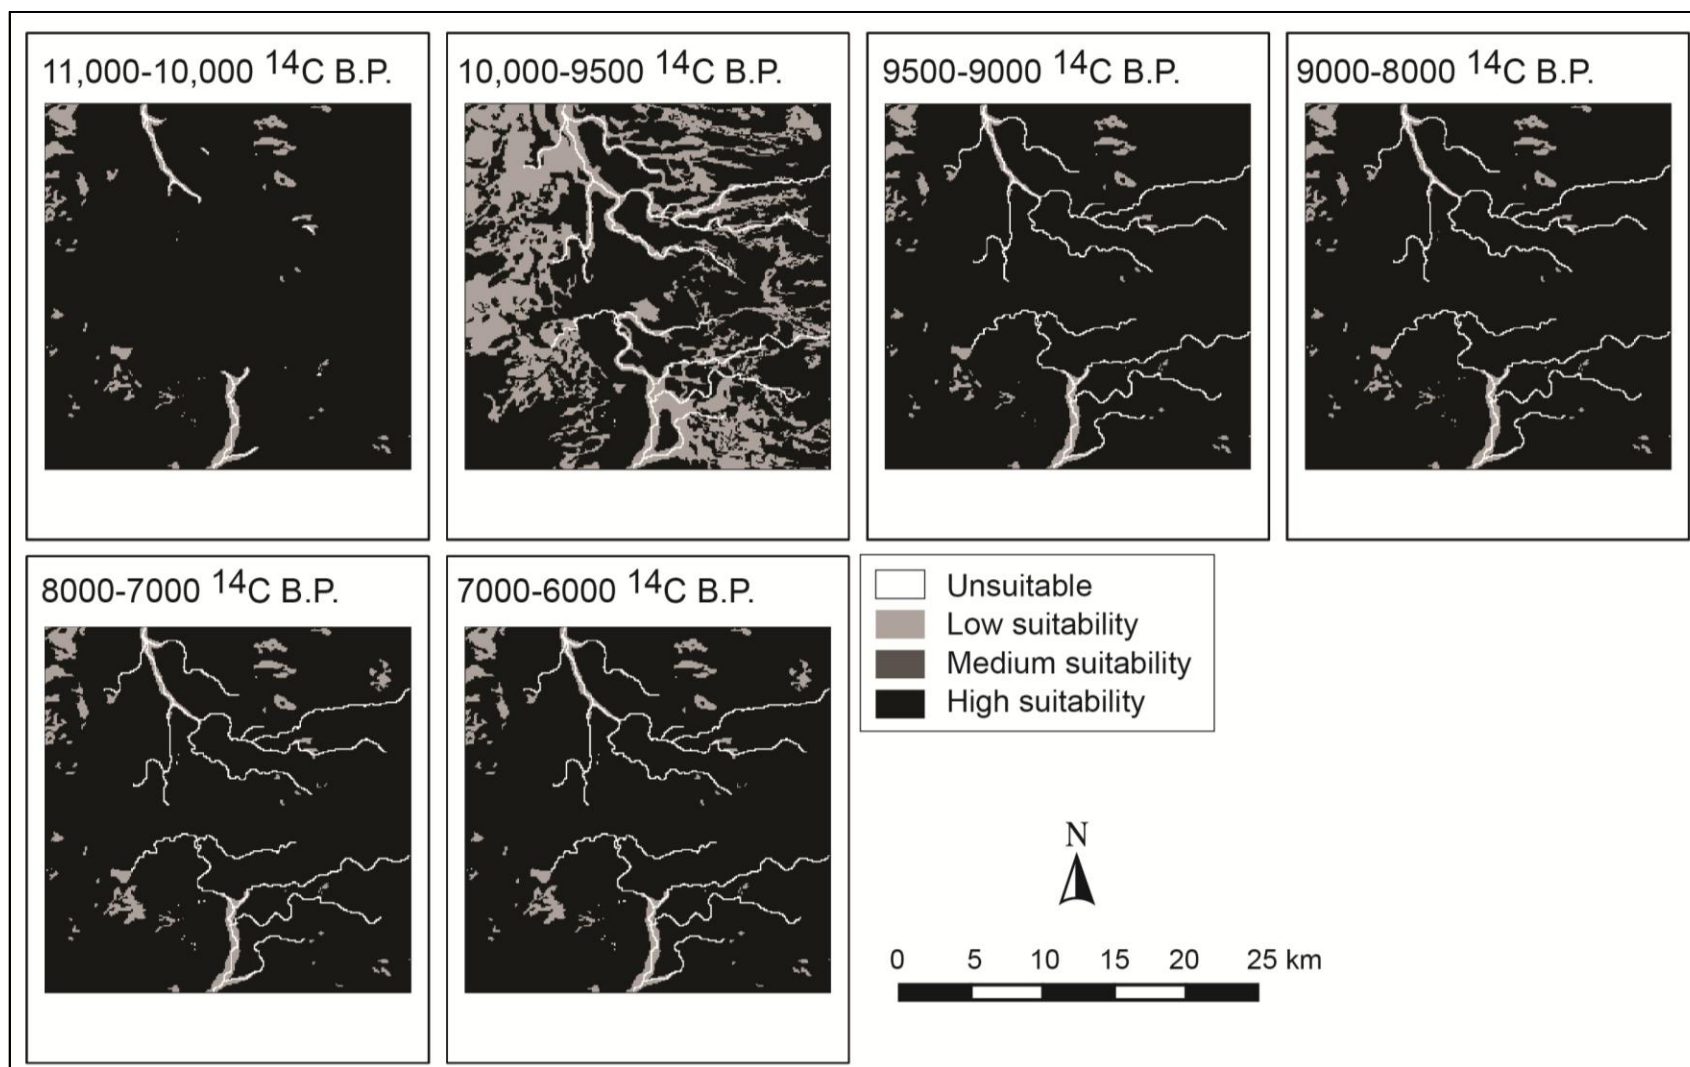 11,000-10,000 ¹⁴C B.P.
10,000-9500 ¹⁴C B.P.
9500-9000 ¹⁴C B.P.
9000-8000 ¹⁴C B.P.
8000-7000 ¹⁴C B.P.
7000-6000 ¹⁴C B.P.
Unsuitable
Low suitability
Medium suitability
High suitability
N
0 5 10 15 20 25 km